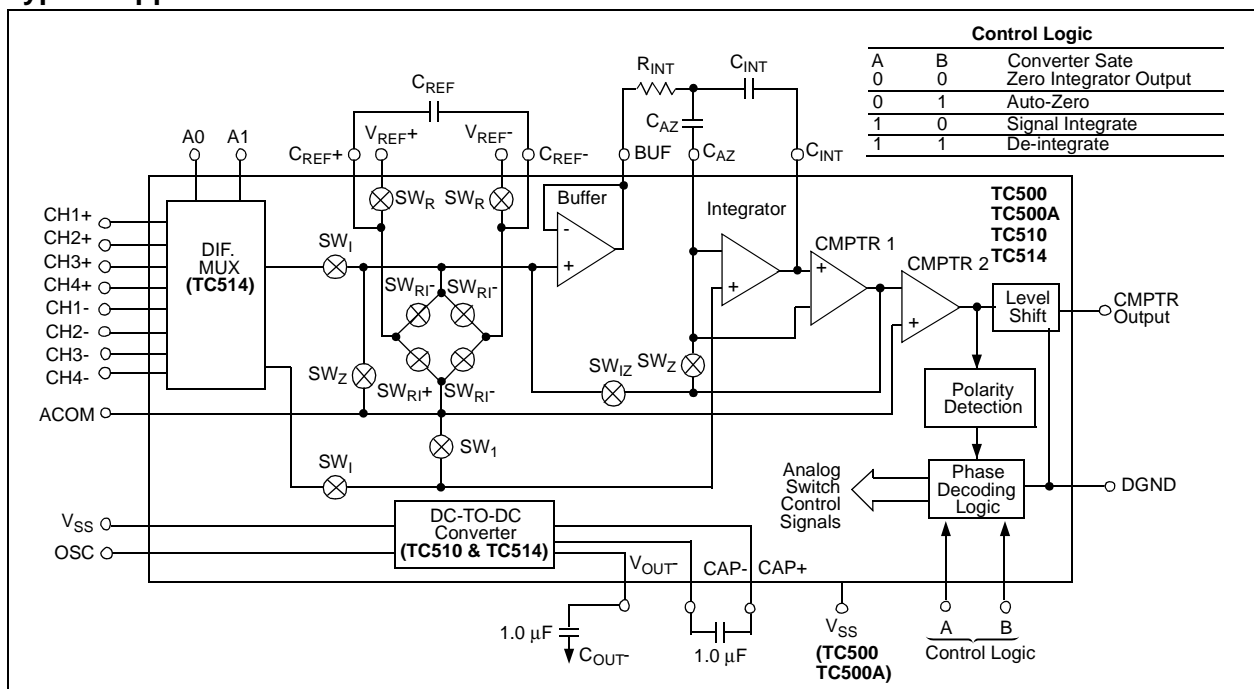 Control Logic
A B Converter Sate
0 0 Zero Integrator Output
0 1 Auto-Zero
1 0 Signal Integrate
1 1 De-integrate
RINT
CINT
CREF
CAZ
A0
A1
VREF+
VREF-
CREF+
CREF-
BUF
CAZ
CINT
SWR
SWR
Buffer
Integrator
TC500
TC500A
TC510
TC514
CH1+
CH2+
CH3+
CH4+
CH1-
CH2-
CH3-
CH4-
DIF.
MUX
(TC514)
SWI
-
+
+
CMPTR 1
+
CMPTR 2
+
Level
Shift
CMPTR
Output
SWRI-
SWRI-
SWZ
SWRI+
SWRI-
SWIZ
SWZ
Polarity
Detection
ACOM
SW1
SWI
Analog
Switch
Control
Signals
Phase
Decoding
Logic
DGND
VSS
OSC
DC-TO-DC
Converter
(TC510 & TC514)
VOUT-
CAP-
CAP+
1.0 μF
COUT-
1.0 μF
VSS
(TC500
TC500A)
A
B
Control Logic